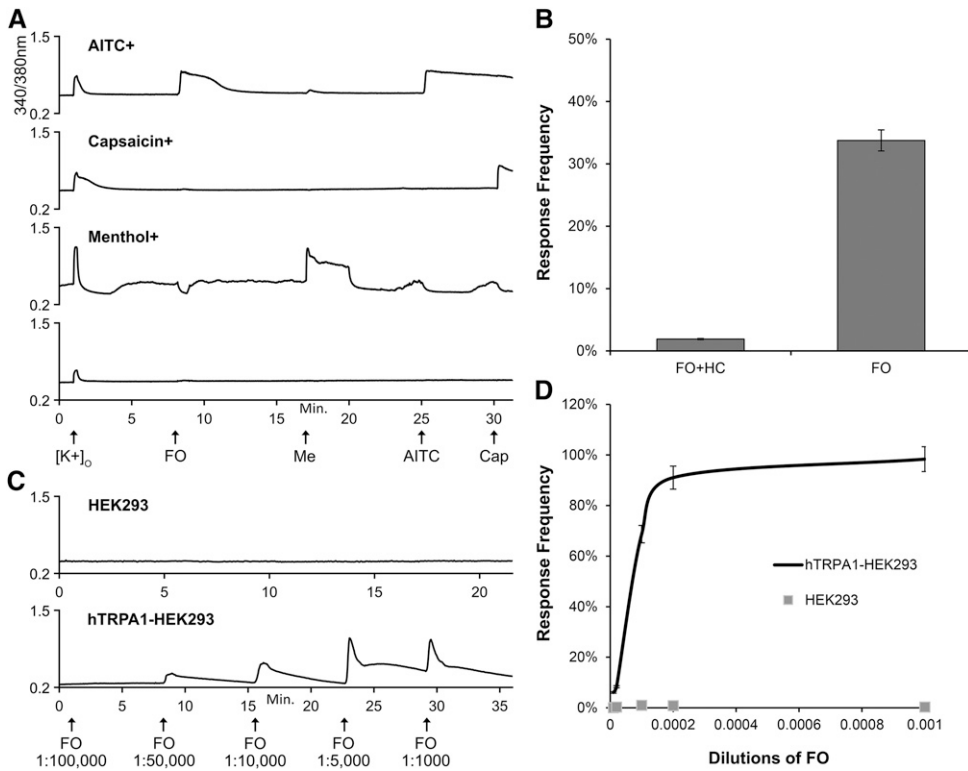 A
340/380nm
1.5
AITC+
0.2
1.5
Capsaicin+
0.2
1.5
Menthol+
0.2
1.5
0.2
0 5 10 15 Min. 20 25 30
[K+]o FO Me AITC Cap
B
Response Frequency
50%
40%
30%
20%
10%
0%
FO+HC FO
C
1.5
HEK293
0.2
0 5 10 15 20
1.5
hTRPA1-HEK293
0.2
0 5 10 15 Min. 20 25 30 35
FO FO FO FO FO
1:100,000 1:50,000 1:10,000 1:5,000 1:1000
D
Response Frequency
120%
100%
80%
60%
40%
20%
0%
hTRPA1-HEK293
HEK293
0 0.0002 0.0004 0.0006 0.0008 0.001
Dilutions of FO